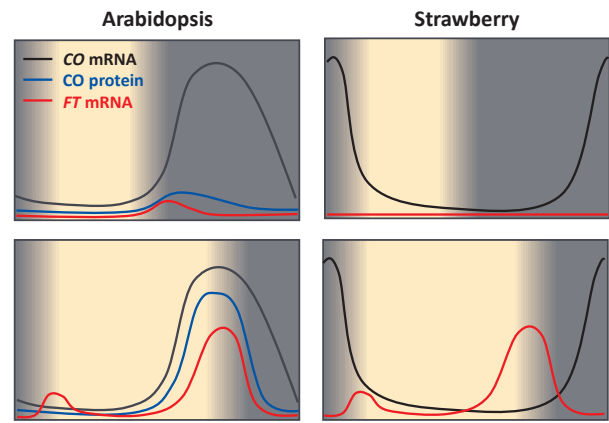 Arabidopsis
Strawberry
CO mRNA
CO protein
FT mRNA